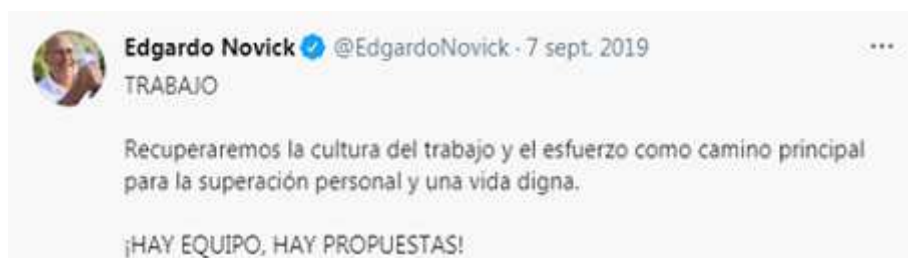 Edgardo Novick @EdgardoNovick · 7 sept. 2019
TRABAJO
Recuperaremos la cultura del trabajo y el esfuerzo como camino principal
para la superación personal y una vida digna.
¡HAY EQUIPO, HAY PROPUESTAS!